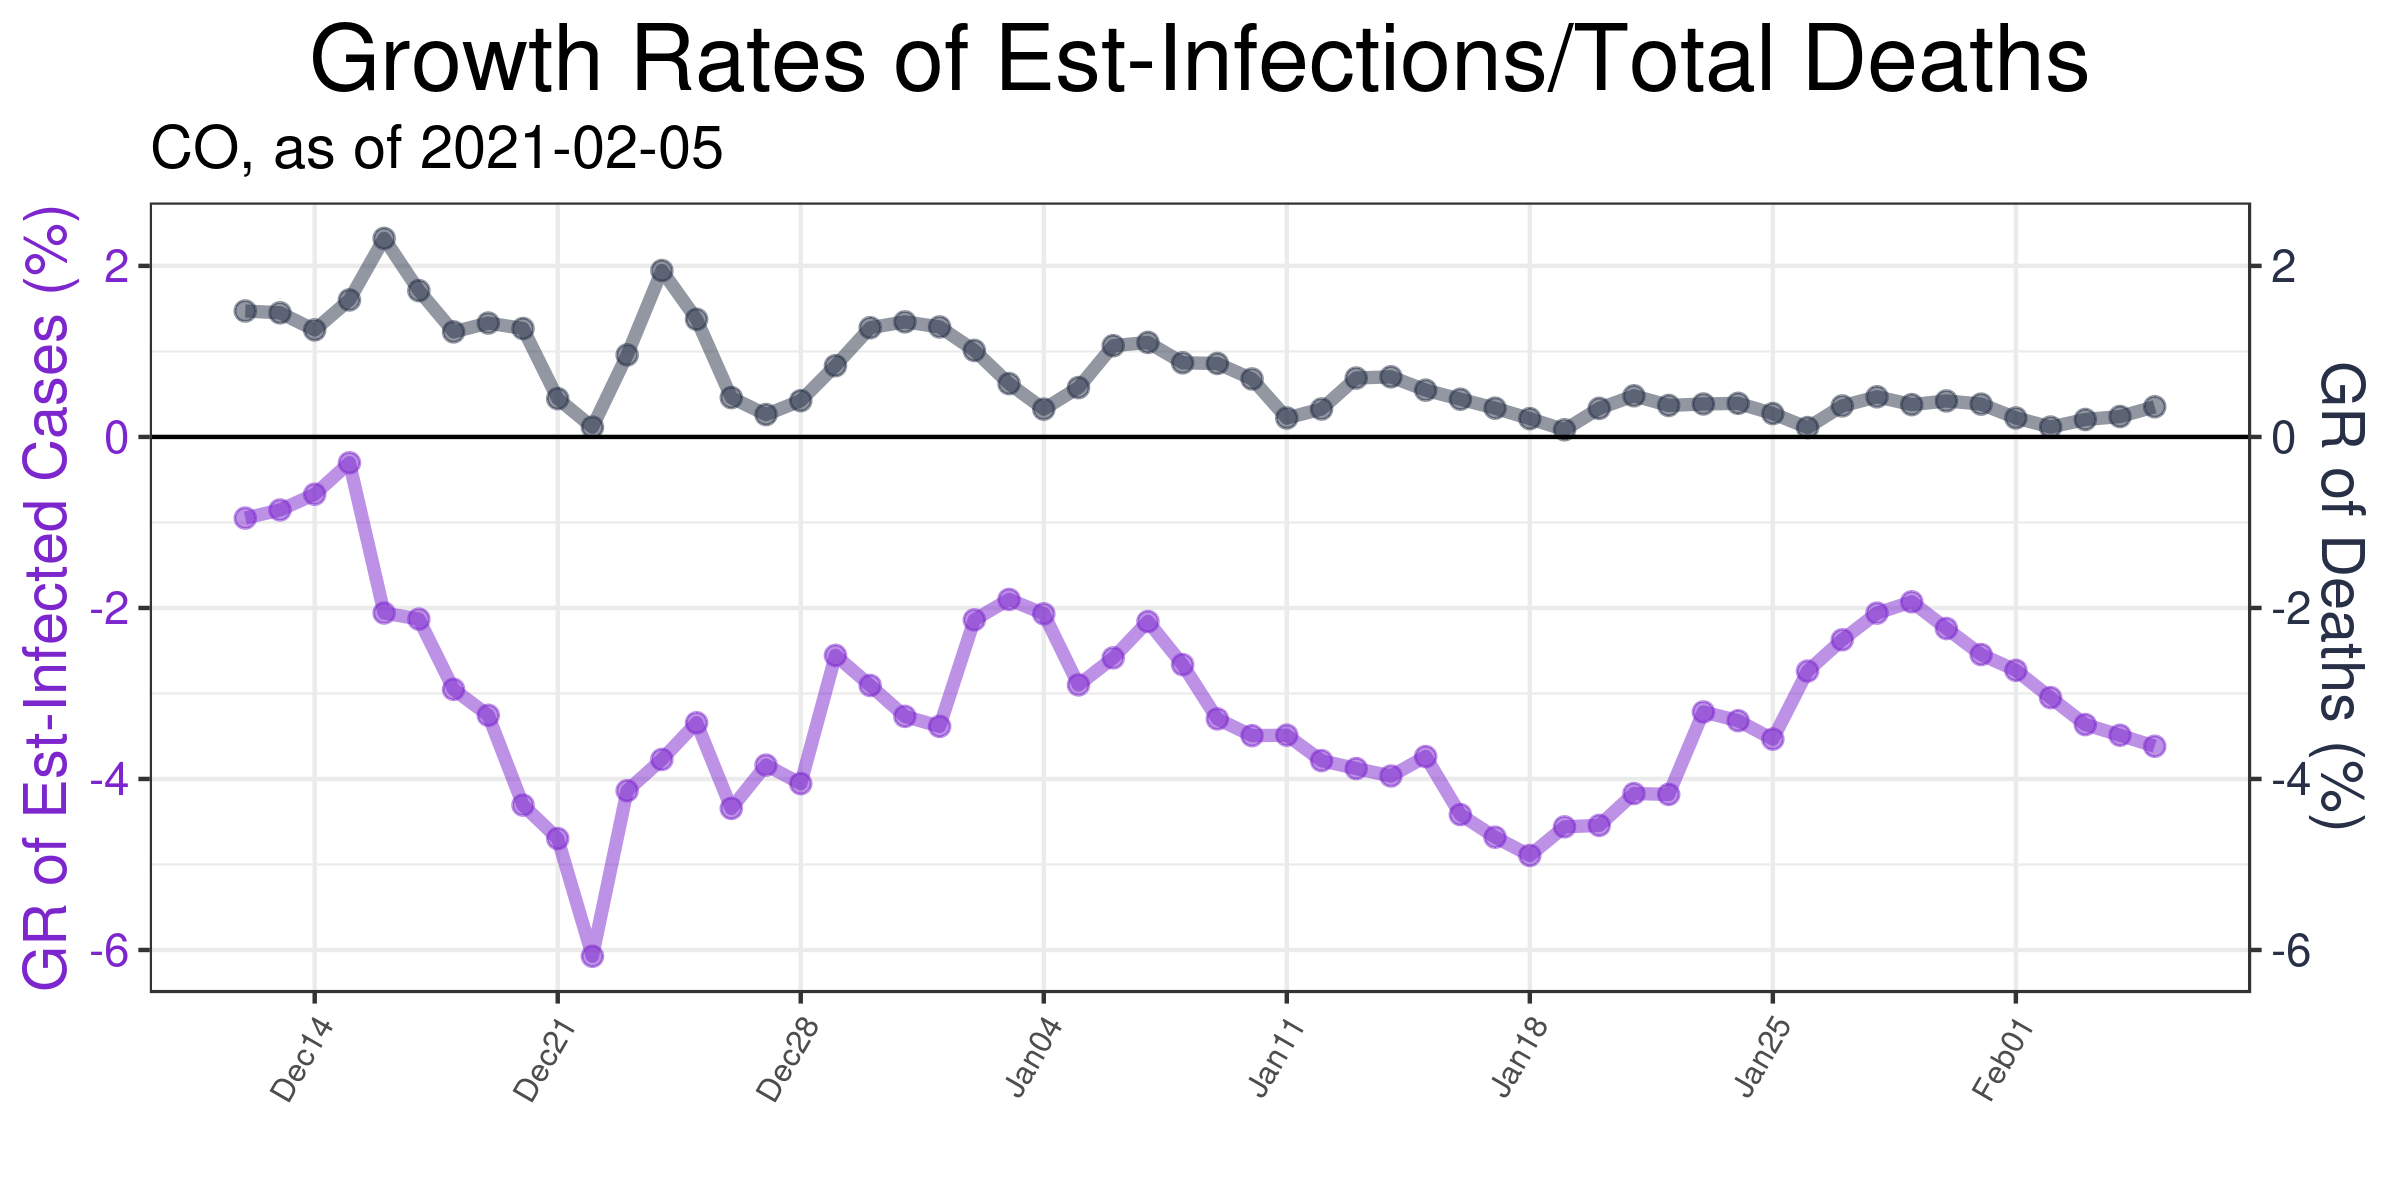 Growth Rates of Est-Infections/Total Deaths
CO, as of 2021-02-05
GR of Est-Infected Cases (%)
2
0
-2
-4
-6
2
0
-2
-4
-6
GR of Deaths (%)
Dec14
Dec21
Dec28
Jan04
Jan11
Jan18
Jan25
Feb01